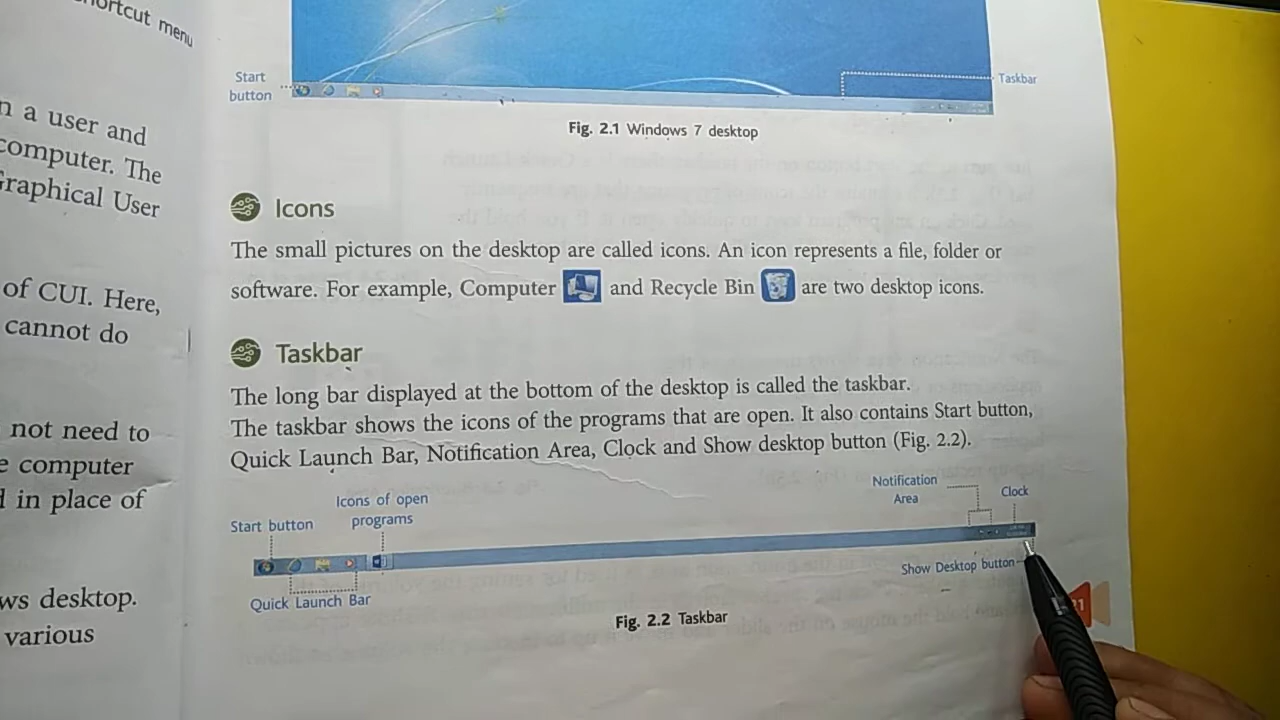 shortcut menu
n a user and
computer. The
Graphical User
of CUI. Here,
cannot do
not need to
e computer
d in place of
ws desktop.
various
Start
button
Taskbar
Fig. 2.1 Windows 7 desktop
Icons
The small pictures on the desktop are called icons. An icon represents a file, folder or
software. For example, Computer and Recycle Bin are two desktop icons.
Taskbar
The long bar displayed at the bottom of the desktop is called the taskbar.
The taskbar shows the icons of the programs that are open. It also contains Start button,
Quick Launch Bar, Notification Area, Clock and Show desktop button (Fig. 2.2).
Start button
Icons of open
programs
Notification
Area
Clock
Quick Launch Bar
Show Desktop button
Fig. 2.2 Taskbar